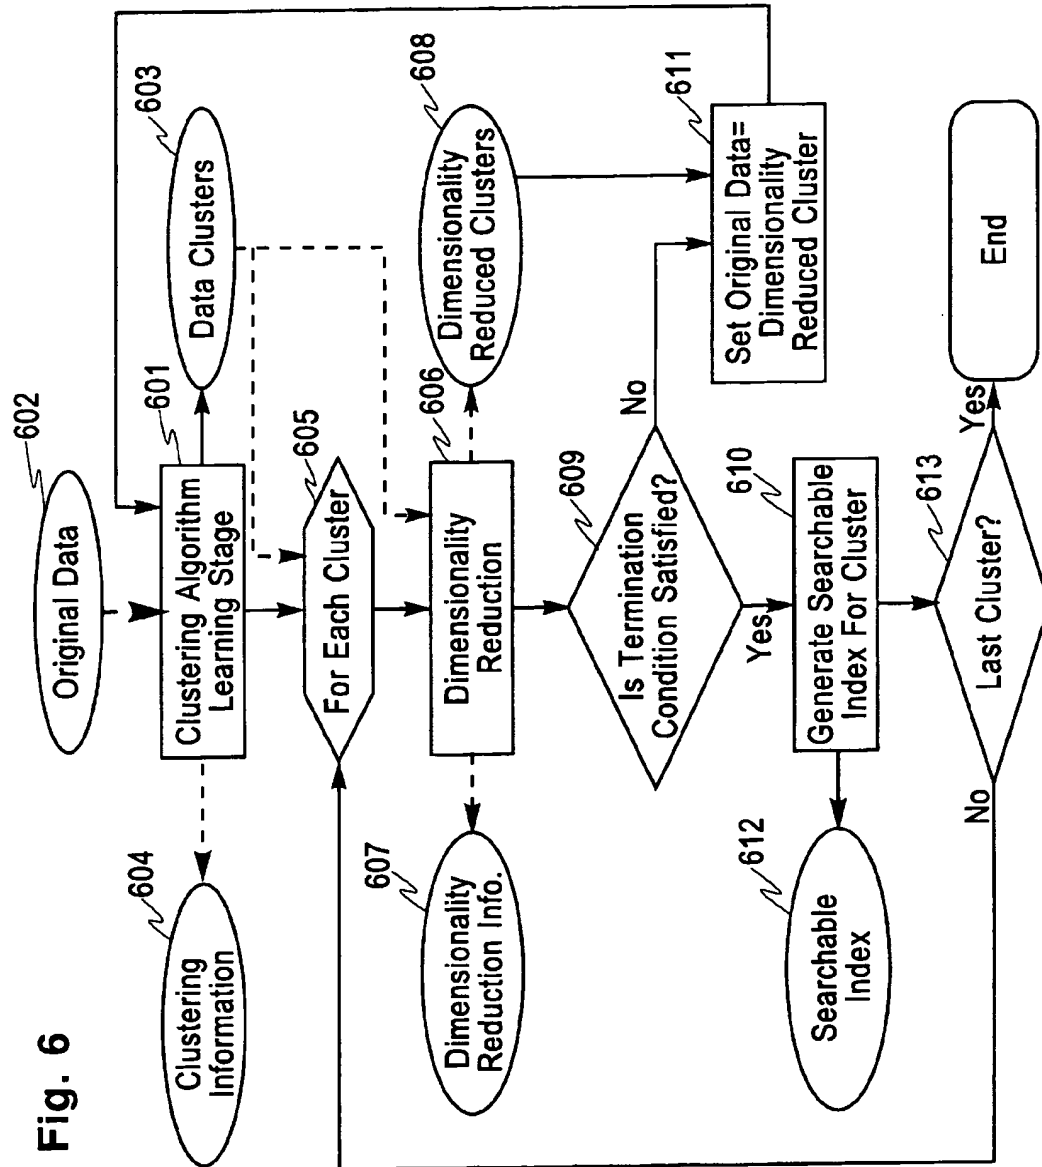 Fig. 6
602
Original Data
601
Clustering Algorithm
Learning Stage
603
Data Clusters
604
Clustering
Information
605
For Each Cluster
606
Dimensionality
Reduction
607
Dimensionality
Reduction Info.
608
Dimensionality
Reduced Clusters
609
Is Termination
Condition Satisfied?
No
Yes
611
Set Original Data=
Dimensionality
Reduced Cluster
610
Generate Searchable
Index For Cluster
612
Searchable
Index
613
Last Cluster?
No
Yes
End